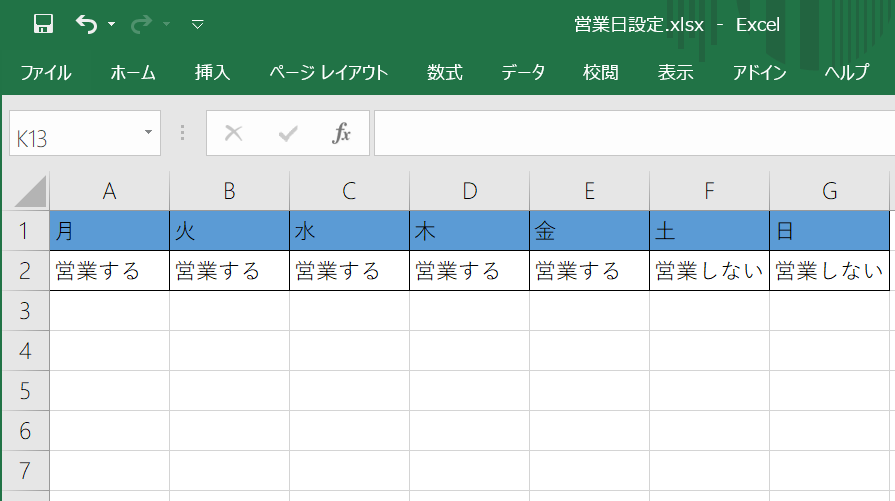 営業日設定.xlsx - Excel
ファイル ホーム 挿入 ページ レイアウト 数式 データ 校閲 表示 アドイン ヘルプ
K13 fx
A B C D E F G
1 月 火 水 木 金 土 日
2 営業する 営業する 営業する 営業する 営業する 営業しない 営業しない
3
4
5
6
7